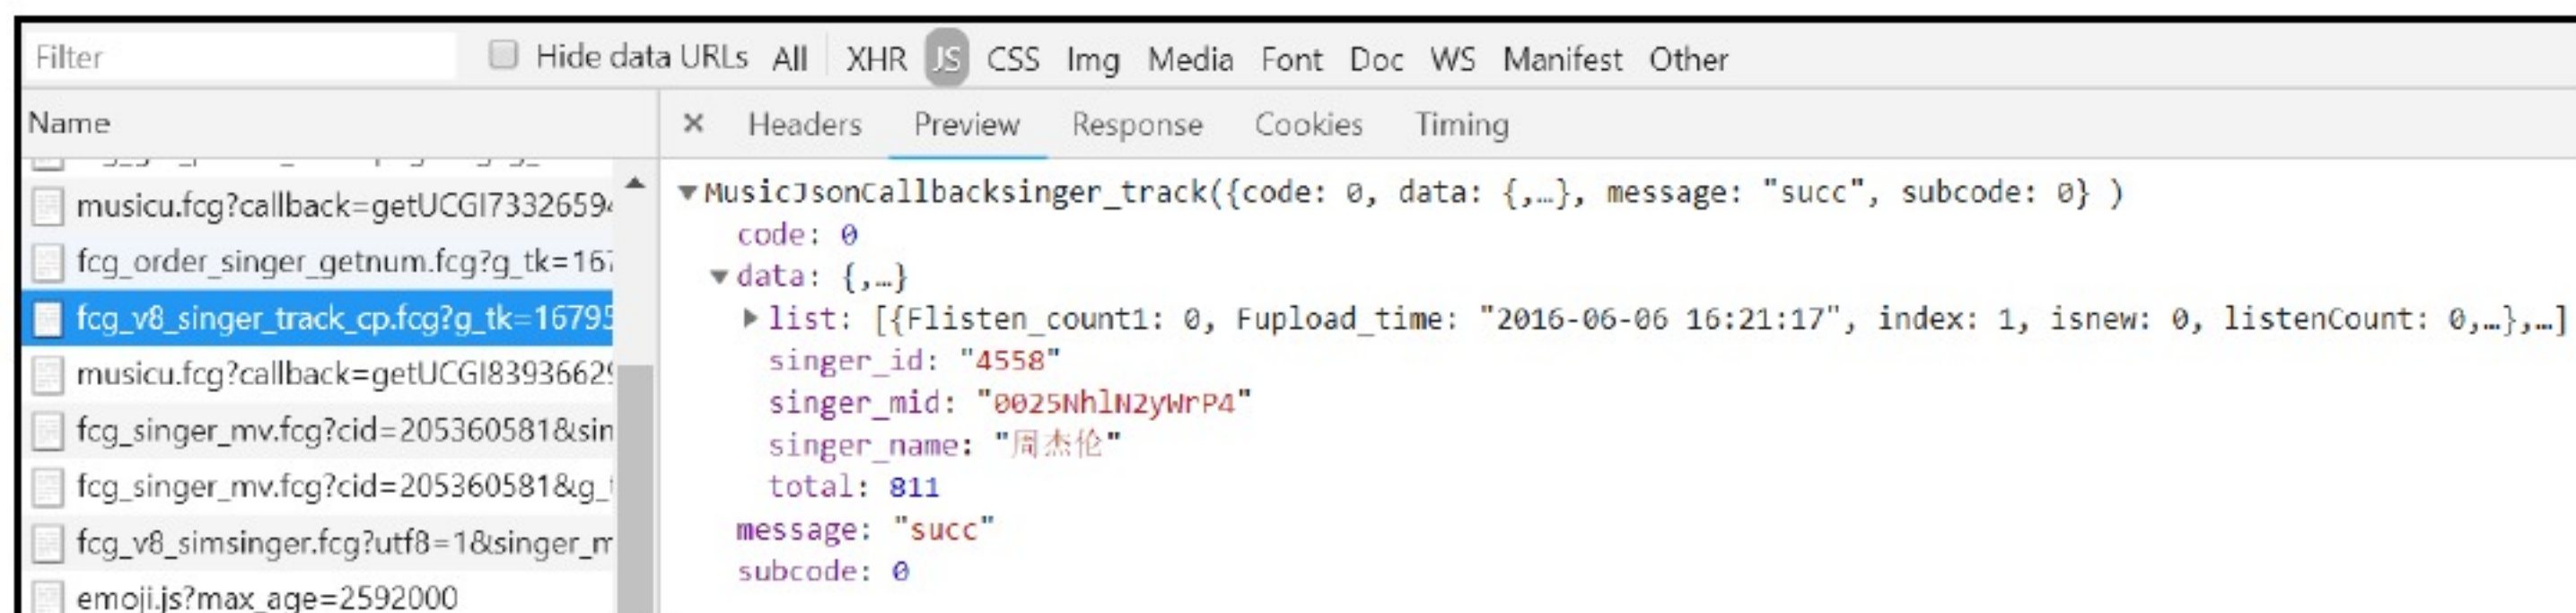 Filter Hide data URLs All XHR JS CSS Img Media Font Doc WS Manifest Other
Name
× Headers Preview Response Cookies Timing
musicu.fcg?callback=getUCGI7332659
fcg_order_singer_getnum.fcg?g_tk=167
fcg_v8_singer_track_cp.fcg?g_tk=16795
musicu.fcg?callback=getUCGI83936629
fcg_singer_mv.fcg?cid=205360581&sin
fcg_singer_mv.fcg?cid=205360581&g_
fcg_v8_simsinger.fcg?utf8=1&singer_m
emoji.js?max_age=2592000
▼MusicJsonCallbacksinger_track({code: 0, data: {,…}, message: "succ", subcode: 0} )
code: 0
▼data: {,…}
▶list: [{Flisten_count1: 0, Fupload_time: "2016-06-06 16:21:17", index: 1, isnew: 0, listenCount: 0,…},…]
singer_id: "4558"
singer_mid: "0025NhlN2yWrP4"
singer_name: "周杰伦"
total: 811
message: "succ"
subcode: 0